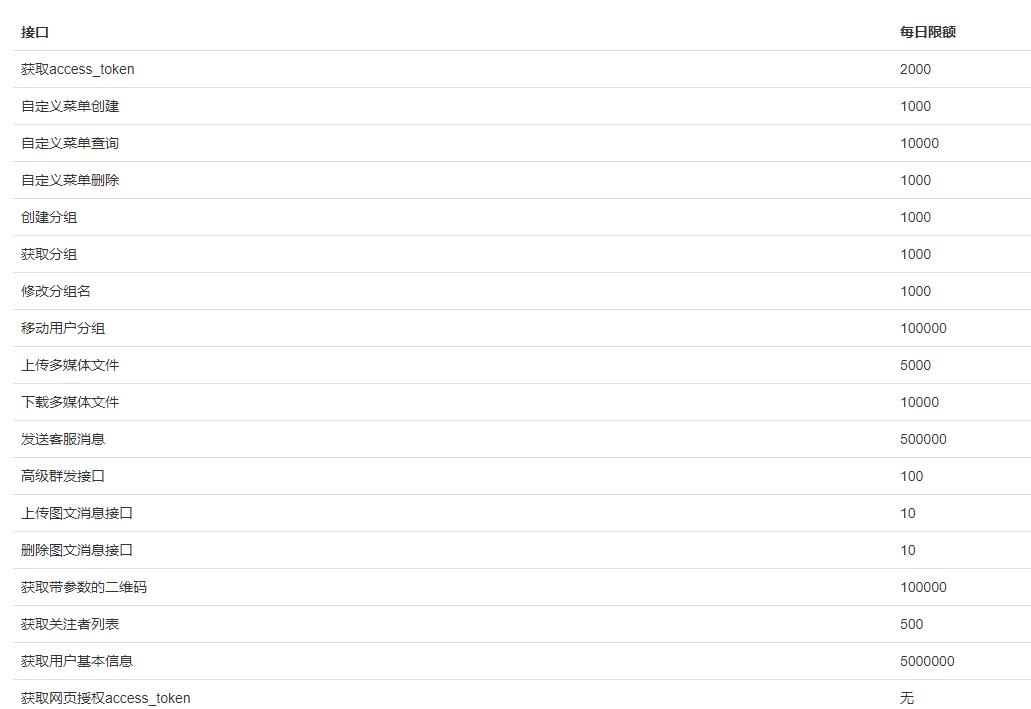 接口 每日限额
获取access_token 2000
自定义菜单创建 1000
自定义菜单查询 10000
自定义菜单删除 1000
创建分组 1000
获取分组 1000
修改分组名 1000
移动用户分组 100000
上传多媒体文件 5000
下载多媒体文件 10000
发送客服消息 500000
高级群发接口 100
上传图文消息接口 10
删除图文消息接口 10
获取带参数的二维码 100000
获取关注者列表 500
获取用户基本信息 5000000
获取网页授权access_token 无